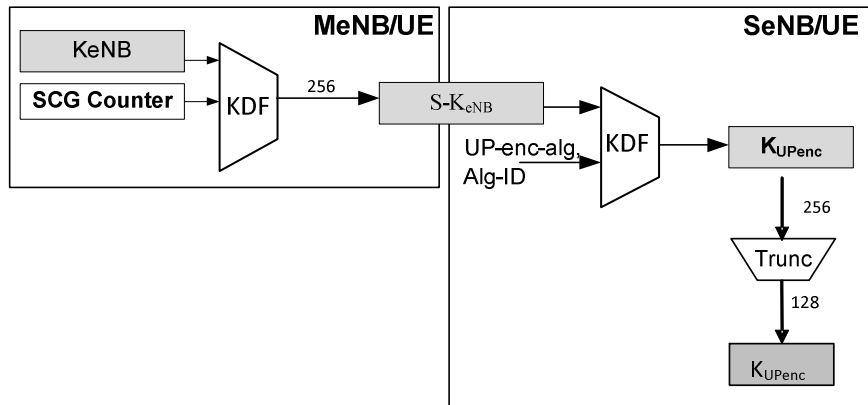 MeNB/UE
SeNB/UE
KeNB
SCG Counter
KDF
256
S-KeNB
UP-enc-alg,
Alg-ID
KDF
KUPenc
256
Trunc
128
KUPenc